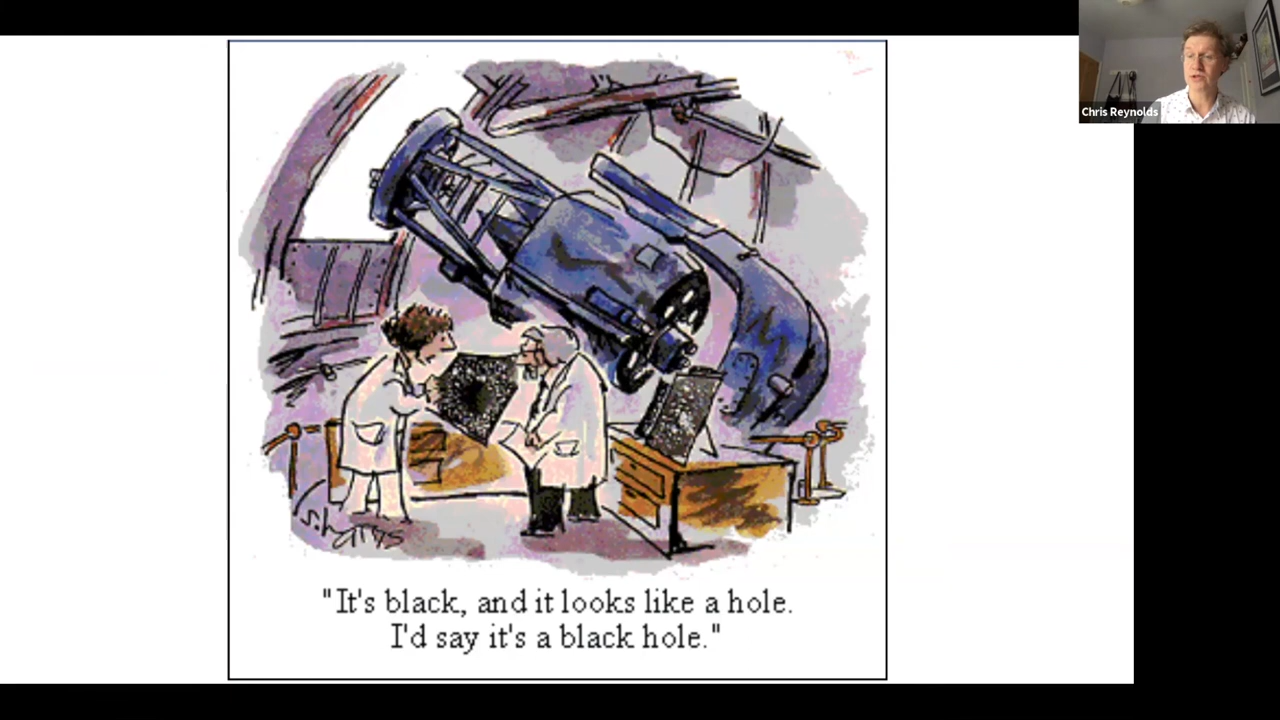 Chris Reynolds
S. Harris
"It's black, and it looks like a hole.
I'd say it's a black hole."